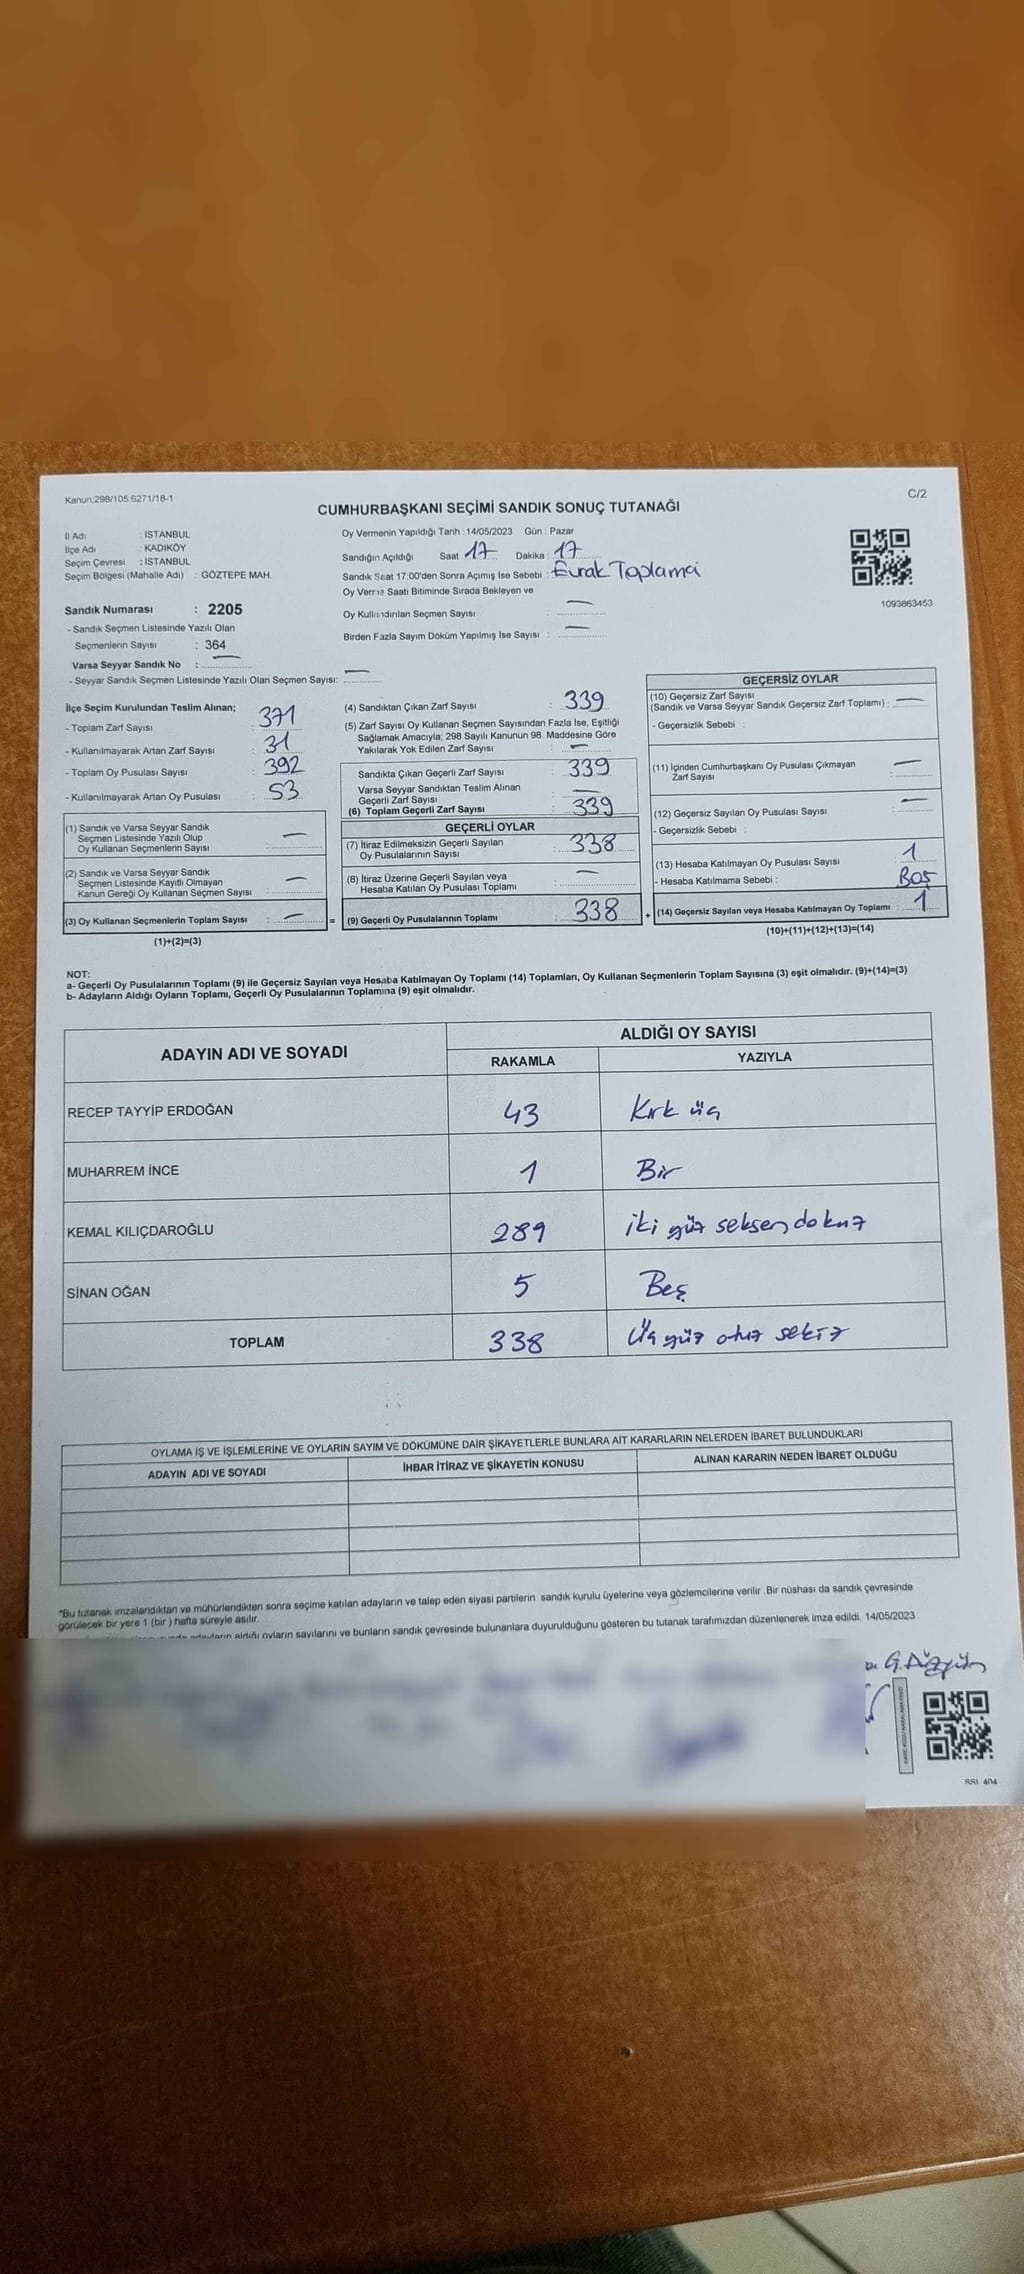 Kanun:298/105.6271/18-1
C/2
CUMHURBAŞKANI SEÇİMİ SANDIK SONUÇ TUTANAĞI
İl Adı : İSTANBUL
İlçe Adı : KADIKÖY
Seçim Çevresi : İSTANBUL
Seçim Bölgesi (Mahalle Adı) : GÖZTEPE MAH.
Sandık Numarası : 2205
- Sandık Seçmen Listesinde Yazılı Olan
Seçmenlerin Sayısı : 364
Varsa Seyyar Sandık No : —
- Seyyar Sandık Seçmen Listesinde Yazılı Olan Seçmen Sayısı: —
Oy Vermenin Yapıldığı Tarih :14/05/2023 Gün : Pazar
Sandığın Açıldığı Saat 17 Dakika : 17
Sandık Saat 17:00'den Sonra Açımış İse Sebebi : Evrak Toplama
Oy Verme Saati Bitiminde Sırada Bekleyen ve
Oy Kullandırılan Seçmen Sayısı : —
Birden Fazla Sayım Döküm Yapılmış İse Sayısı : —
1093863453
İlçe Seçim Kurulundan Teslim Alınan;
- Toplam Zarf Sayısı : 371
- Kullanılmayarak Artan Zarf Sayısı : 31
- Toplam Oy Pusulası Sayısı : 392
- Kullanılmayarak Artan Oy Pusulası : 53
(1) Sandık ve Varsa Seyyar Sandık
Seçmen Listesinde Yazılı Olup
Oy Kullanan Seçmenlerin Sayısı : —
(2) Sandık ve Varsa Seyyar Sandık
Seçmen Listesinde Kayıtlı Olmayan
Kanun Gereği Oy Kullanan Seçmen Sayısı : —
(3) Oy Kullanan Seçmenlerin Toplam Sayısı : — =
(1)+(2)=(3)
(4) Sandıktan Çıkan Zarf Sayısı : 339
(5) Zarf Sayısı Oy Kullanan Seçmen Sayısından Fazla İse, Eşitliği
Sağlamak Amacıyla; 298 Sayılı Kanunun 98. Maddesine Göre
Yakılarak Yok Edilen Zarf Sayısı : —
Sandıkta Çıkan Geçerli Zarf Sayısı : 339
Varsa Seyyar Sandıktan Teslim Alınan
Geçerli Zarf Sayısı : —
(6) Toplam Geçerli Zarf Sayısı : 339
GEÇERLİ OYLAR
(7) İtiraz Edilmeksizin Geçerli Sayılan
Oy Pusulalarının Sayısı : 338
(8) İtiraz Üzerine Geçerli Sayılan veya
Hesaba Katılan Oy Pusulası Toplamı : —
(9) Geçerli Oy Pusulalarının Toplamı : 338 +
GEÇERSİZ OYLAR
(10) Geçersiz Zarf Sayısı
(Sandık ve Varsa Seyyar Sandık Geçersiz Zarf Toplamı) : —
- Geçersizlik Sebebi :
(11) İçinden Cumhurbaşkanı Oy Pusulası Çıkmayan
Zarf Sayısı : —
(12) Geçersiz Sayılan Oy Pusulası Sayısı : —
- Geçersizlik Sebebi :
(13) Hesaba Katılmayan Oy Pusulası Sayısı : 1
- Hesaba Katılmama Sebebi : Boş
(14) Geçersiz Sayılan veya Hesaba Katılmayan Oy Toplamı : 1
(10)+(11)+(12)+(13)=(14)
NOT:
a- Geçerli Oy Pusulalarının Toplamı (9) ile Geçersiz Sayılan veya Hesaba Katılmayan Oy Toplamı (14) Toplamları, Oy Kullanan Seçmenlerin Toplam Sayısına (3) eşit olmalıdır. (9)+(14)=(3)
b- Adayların Aldığı Oyların Toplamı, Geçerli Oy Pusulalarının Toplamına (9) eşit olmalıdır.
ADAYIN ADI VE SOYADI ALDIĞI OY SAYISI
RAKAMLA YAZIYLA
RECEP TAYYİP ERDOĞAN 43 Kırk üç
MUHARREM İNCE 1 Bir
KEMAL KILIÇDAROĞLU 289 iki yüz seksen dokuz
SİNAN OĞAN 5 Beş
TOPLAM 338 Üç yüz otuz sekiz
OYLAMA İŞ VE İŞLEMLERİNE VE OYLARIN SAYIM VE DÖKÜMÜNE DAİR ŞİKAYETLERLE BUNLARA AİT KARARLARIN NELERDEN İBARET BULUNDUKLARI
ADAYIN ADI VE SOYADI İHBAR İTİRAZ VE ŞİKAYETİN KONUSU ALINAN KARARIN NEDEN İBARET OLDUĞU
*Bu tutanak imzalandıktan ve mühürlendikten sonra seçime katılan adayların ve talep eden siyasi partilerin sandık kurulu üyelerine veya gözlemcilerine verilir .Bir nüshası da sandık çevresinde
görülecek bir yere 1 (bir ) hafta süreyle asılır.
adayların aldığı oyların sayılarını ve bunların sandık çevresinde bulunanlara duyurulduğunu gösteren bu tutanak tarafımızdan düzenlenerek imza edildi. 14/05/2023